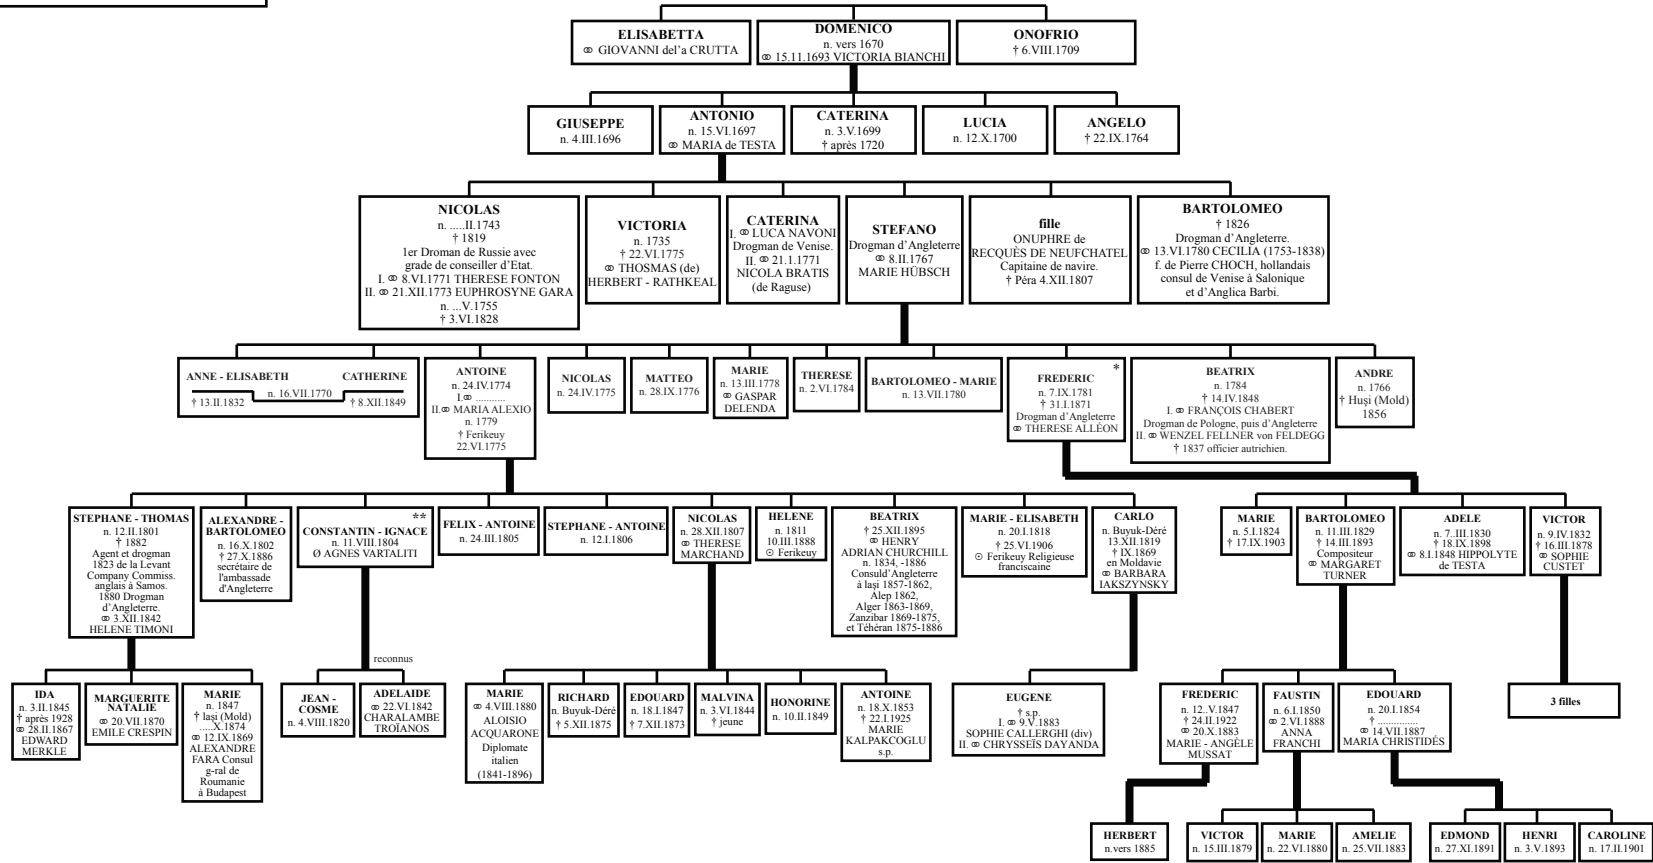 ELISABETTA
⚭ GIOVANNI del'a CRUTTA
DOMENICO
n. vers 1670
⚭ 15.11.1693 VICTORIA BIANCHI
ONOFRIO
† 6.VIII.1709
GIUSEPPE
n. 4.III.1696
ANTONIO
n. 15.VI.1697
⚭ MARIA de TESTA
CATERINA
n. 3.V.1699
† après 1720
LUCIA
n. 12.X.1700
ANGELO
† 22.IX.1764
NICOLAS
n. .....II.1743
† 1819
1er Droman de Russie avec
grade de conseiller d'Etat.
I. ⚭ 8.VI.1771 THERESE FONTON
II. ⚭ 21.XII.1773 EUPHROSYNE GARA
n. ...V.1755
† 3.VI.1828
VICTORIA
n. 1735
† 22.VI.1775
⚭ THOSMAS (de)
HERBERT - RATHKEAL
CATERINA
I. ⚭ LUCA NAVONI
Drogman de Venise.
II. ⚭ 21.1.1771
NICOLA BRATIS
(de Raguse)
STEFANO
Drogman d'Angleterre
⚭ 8.II.1767
MARIE HÜBSCH
fille
ONUPHRE de
RECQUÈS DE NEUFCHATEL
Capitaine de navire.
† Péra 4.XII.1807
BARTOLOMEO
† 1826
Drogman d'Angleterre.
⚭ 13.VI.1780 CECILIA (1753-1838)
f. de Pierre CHOCH, hollandais
consul de Venise à Salonique
et d'Anglica Barbi.
ANNE - ELISABETH CATHERINE
n. 16.VII.1770
† 13.II.1832 † 8.XII.1849
ANTOINE
n. 24.IV.1774
I.⚭ ............
II.⚭ MARIA ALEXIO
n. 1779
† Ferikeuy
22.VI.1775
NICOLAS
n. 24.IV.1775
MATTEO
n. 28.IX.1776
MARIE
n. 13.III.1778
⚭ GASPAR
DELENDA
THERESE
n. 2.VI.1784
BARTOLOMEO - MARIE
n. 13.VII.1780
*
FREDERIC
n. 7.IX.1781
† 31.I.1871
Drogman d'Angleterre
⚭ THERESE ALLÉON
BEATRIX
n. 1784
† 14.IV.1848
I. ⚭ FRANÇOIS CHABERT
Drogman de Pologne, puis d'Angleterre
II. ⚭ WENZEL FELLNER von FELDEGG
† 1837 officier autrichien.
ANDRE
n. 1766
† Huşi (Mold)
1856
STEPHANE - THOMAS
n. 12.II.1801
† 1882
Agent et drogman
1823 de la Levant
Company Commiss.
anglais à Samos.
1880 Drogman
d'Angleterre.
⚭ 3.XII.1842
HELENE TIMONI
ALEXANDRE -
BARTOLOMEO
n. 16.X.1802
† 27.X.1886
secrétaire de
l'ambassade
d'Angleterre
**
CONSTANTIN - IGNACE
n. 11.VIII.1804
Ø AGNES VARTALITI
FELIX - ANTOINE
n. 24.III.1805
STEPHANE - ANTOINE
n. 12.I.1806
NICOLAS
n. 28.XII.1807
⚭ THERESE
MARCHAND
HELENE
n. 1811
10.III.1888
⊙ Ferikeuy
BEATRIX
† 25.XII.1895
⚭ HENRY
ADRIAN CHURCHILL
n. 1834, -1886
Consuld'Angleterre
à Iaşi 1857-1862,
Alep 1862,
Alger 1863-1869,
Zanzibar 1869-1875,
et Téhéran 1875-1886
MARIE - ELISABETH
n. 20.I.1818
† 25.VI.1906
⊙ Ferikeuy Religieuse
franciscaine
CARLO
n. Buyuk-Déré
13.XII.1819
† IX.1869
en Moldavie
⚭ BARBARA
IAKSZYNSKY
MARIE
n. 5.I.1824
† 17.IX.1903
BARTOLOMEO
n. 11.III.1829
† 14.III.1893
Compositeur
⚭ MARGARET
TURNER
ADELE
n. 7..III.1830
† 18.IX.1898
⚭ 8.I.1848 HIPPOLYTE
de TESTA
VICTOR
n. 9.IV.1832
† 16.III.1878
⚭ SOPHIE
CUSTET
reconnus
IDA
n. 3.II.1845
† après 1928
⚭ 28.II.1867
EDWARD
MERKLE
MARGUERITE
NATALIE
⚭ 20.VII.1870
EMILE CRESPIN
MARIE
n. 1847
† Iaşi (Mold)
.....X.1874
⚭ 12.IX.1869
ALEXANDRE
FARA Consul
g-ral de
Roumanie
à Budapest
JEAN -
COSME
n. 4.VIII.1820
ADELAIDE
⚭ 22.VI.1842
CHARALAMBE
TROÏANOS
MARIE
⚭ 4.VIII.1880
ALOISIO
ACQUARONE
Diplomate
italien
(1841-1896)
RICHARD
n. Buyuk-Déré
† 5.XII.1875
EDOUARD
n. 18.I.1847
† 7.XII.1873
MALVINA
n. 3.VI.1844
† jeune
HONORINE
n. 10.II.1849
ANTOINE
n. 18.X.1853
† 22.I.1925
MARIE
KALPAKCOGLU
s.p.
EUGENE
† s.p.
I. ⚭ 9.V.1883
SOPHIE CALLERGHI (div)
II. ⚭ CHRYSSEÏS DAYANDA
FREDERIC
n. 12..V.1847
† 24.II.1922
⚭ 20.X.1883
MARIE - ANGÈLE
MUSSAT
FAUSTIN
n. 6.I.1850
⚭ 2.VI.1888
ANNA
FRANCHI
EDOUARD
n. 20.I.1854
† ..............
⚭ 14.VII.1887
MARIA CHRISTIDÉS
3 filles
HERBERT
n.vers 1885
VICTOR
n. 15.III.1879
MARIE
n. 22.VI.1880
AMELIE
n. 25.VII.1883
EDMOND
n. 27.XI.1891
HENRI
n. 3.V.1893
CAROLINE
n. 17.II.1901